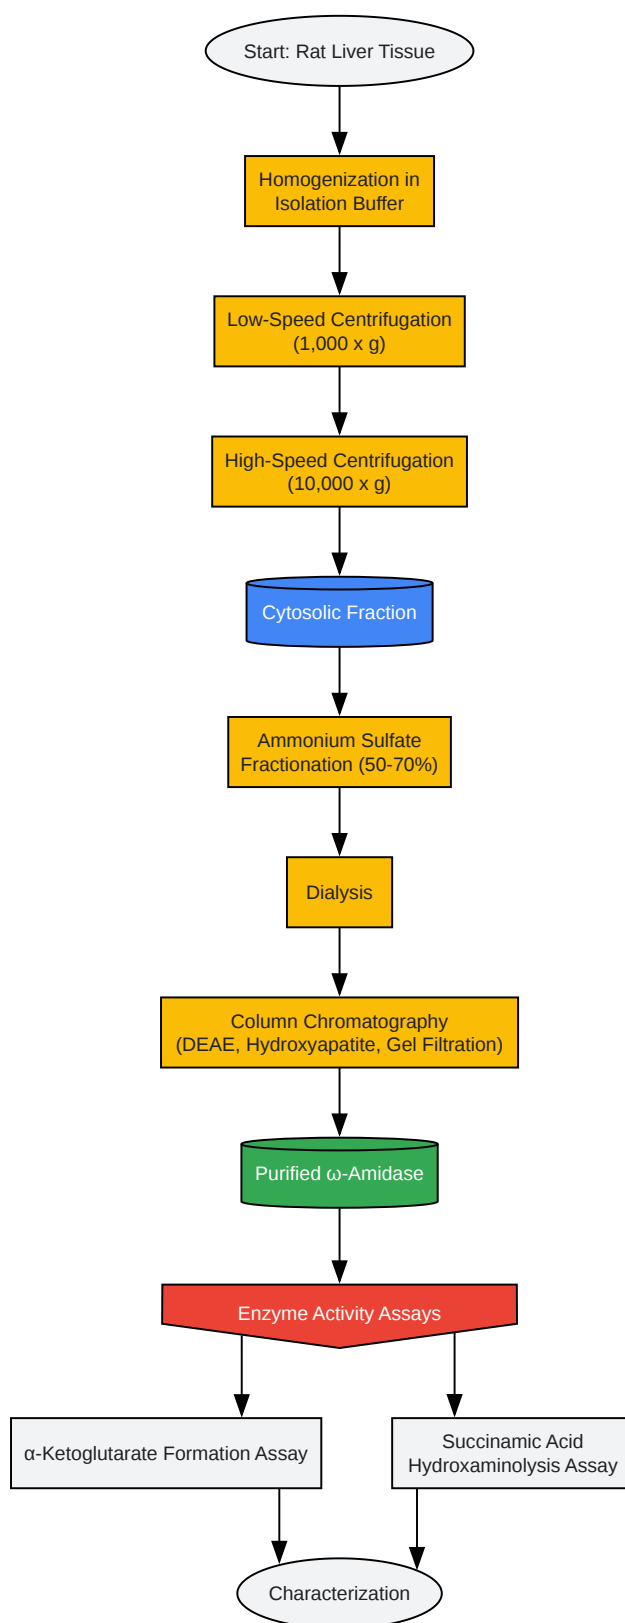 Start: Rat Liver Tissue
Homogenization in
Isolation Buffer
Low-Speed Centrifugation
(1,000 x g)
High-Speed Centrifugation
(10,000 x g)
Cytosolic Fraction
Ammonium Sulfate
Fractionation (50-70%)
Dialysis
Column Chromatography
(DEAE, Hydroxyapatite, Gel Filtration)
Purified ω-Amidase
Enzyme Activity Assays
α-Ketoglutarate Formation Assay
Succinamic Acid
Hydroxaminolysis Assay
Characterization